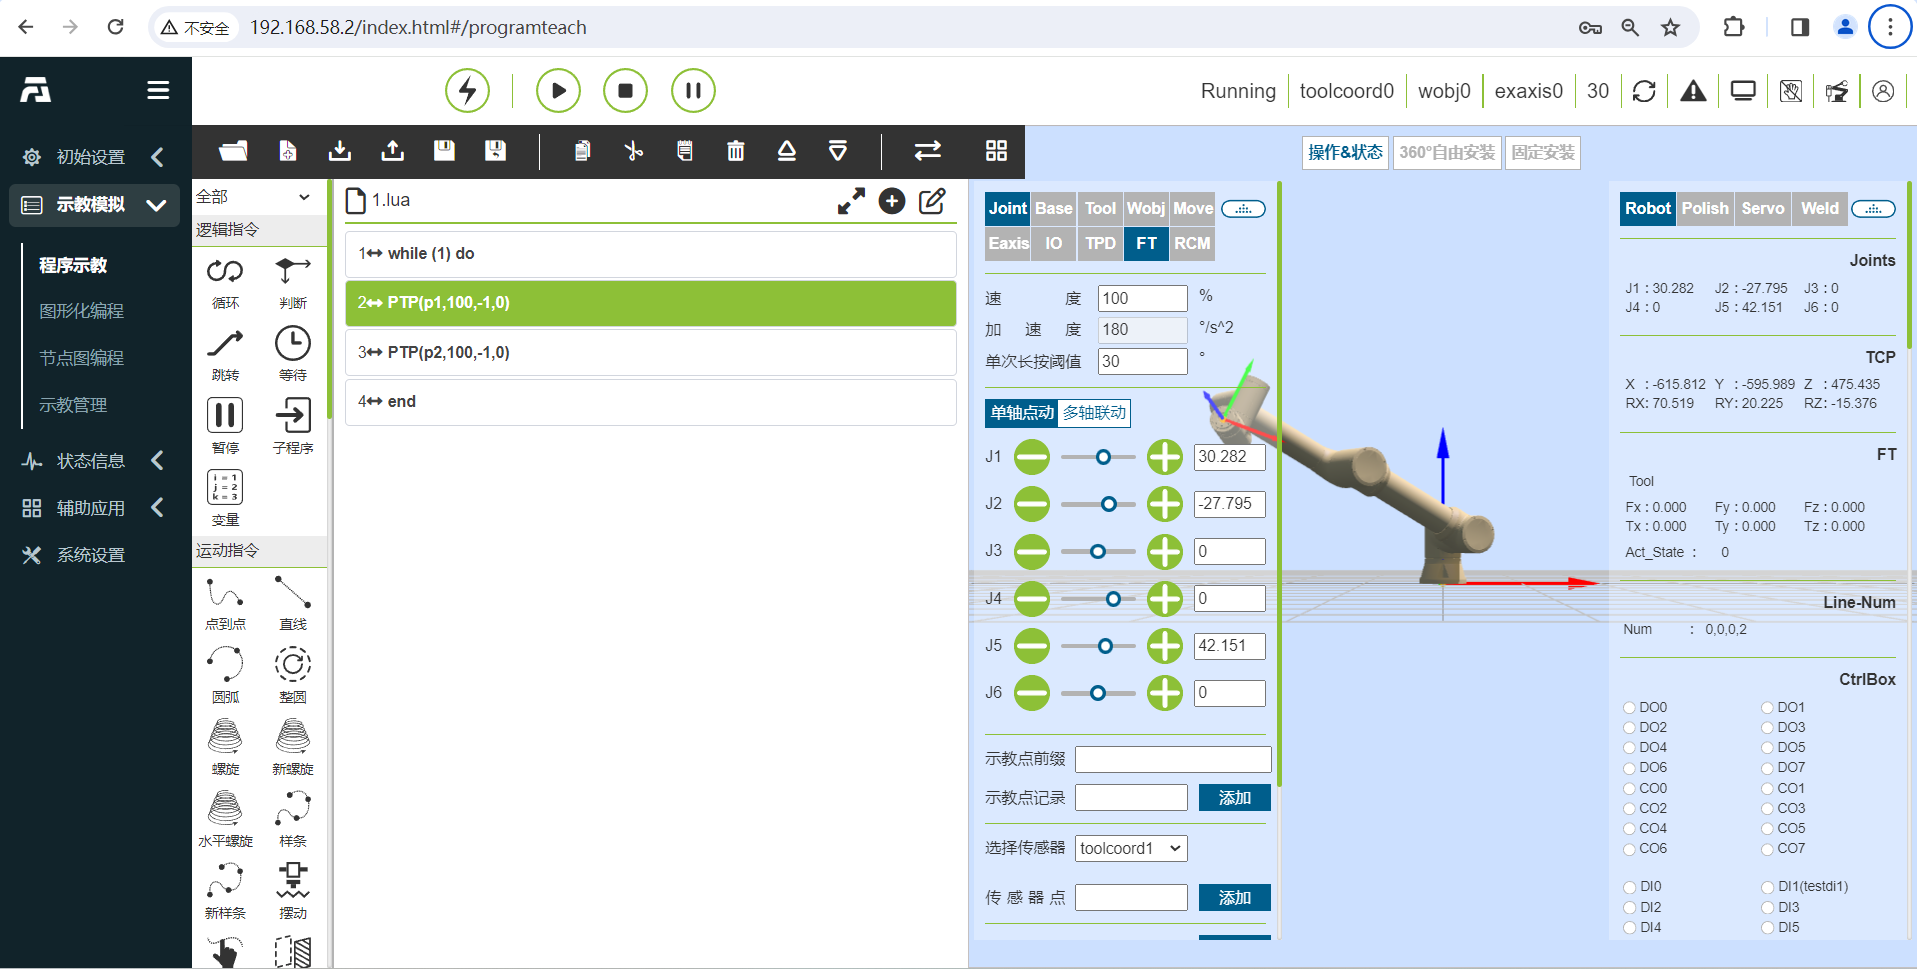 不安全 192.168.58.2/index.html#/programteach
Running toolcoord0 wobj0 exaxis0 30
初始设置
示教模拟
程序示教
图形化编程
节点图编程
示教管理
状态信息
辅助应用
系统设置
全部
逻辑指令
循环 判断
跳转 等待
暂停 子程序
i = 1
j = 2
k = 3
变量
运动指令
点到点 直线
圆弧 整圆
螺旋 新螺旋
水平螺旋 样条
新样条 摆动
1.lua
1 while (1) do
2 PTP(p1,100,-1,0)
3 PTP(p2,100,-1,0)
4 end
操作&状态 360°自由安装 固定安装
Joint Base Tool Wobj Move
Eaxis IO TPD FT RCM
速度 100 %
加速度 180 °/s^2
单次长按阈值 30 °
单轴点动 多轴联动
J1 30.282
J2 -27.795
J3 0
J4 0
J5 42.151
J6 0
示教点前缀
示教点记录 添加
选择传感器 toolcoord1
传感器点 添加
Robot Polish Servo Weld
Joints
J1 : 30.282 J2 : -27.795 J3 : 0
J4 : 0 J5 : 42.151 J6 : 0
TCP
X : -615.812 Y : -595.989 Z : 475.435
RX: 70.519 RY: 20.225 RZ: -15.376
FT
Tool
Fx : 0.000 Fy : 0.000 Fz : 0.000
Tx : 0.000 Ty : 0.000 Tz : 0.000
Act_State : 0
Line-Num
Num : 0,0,0,2
CtrlBox
DO0 DO1
DO2 DO3
DO4 DO5
DO6 DO7
CO0 CO1
CO2 CO3
CO4 CO5
CO6 CO7
DI0 DI1(testdi1)
DI2 DI3
DI4 DI5